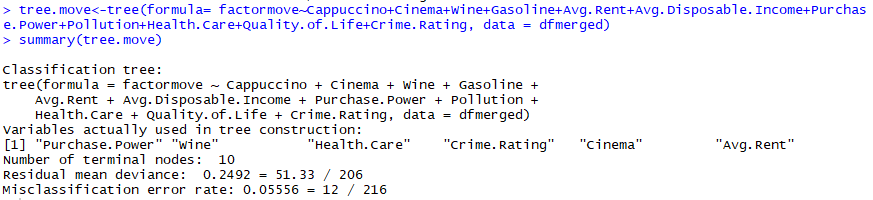 > tree.move<-tree(formula= factormove~Cappuccino+Cinema+Wine+Gasoline+Avg.Rent+Avg.Disposable.Income+Purchas
e.Power+Pollution+Health.Care+Quality.of.Life+Crime.Rating, data = dfmerged)
> summary(tree.move)

Classification tree:
tree(formula = factormove ~ Cappuccino + Cinema + Wine + Gasoline +
    Avg.Rent + Avg.Disposable.Income + Purchase.Power + Pollution +
    Health.Care + Quality.of.Life + Crime.Rating, data = dfmerged)
Variables actually used in tree construction:
[1] "Purchase.Power" "Wine"           "Health.Care"    "Crime.Rating"   "Cinema"         "Avg.Rent"
Number of terminal nodes:  10
Residual mean deviance:  0.2492 = 51.33 / 206
Misclassification error rate: 0.05556 = 12 / 216